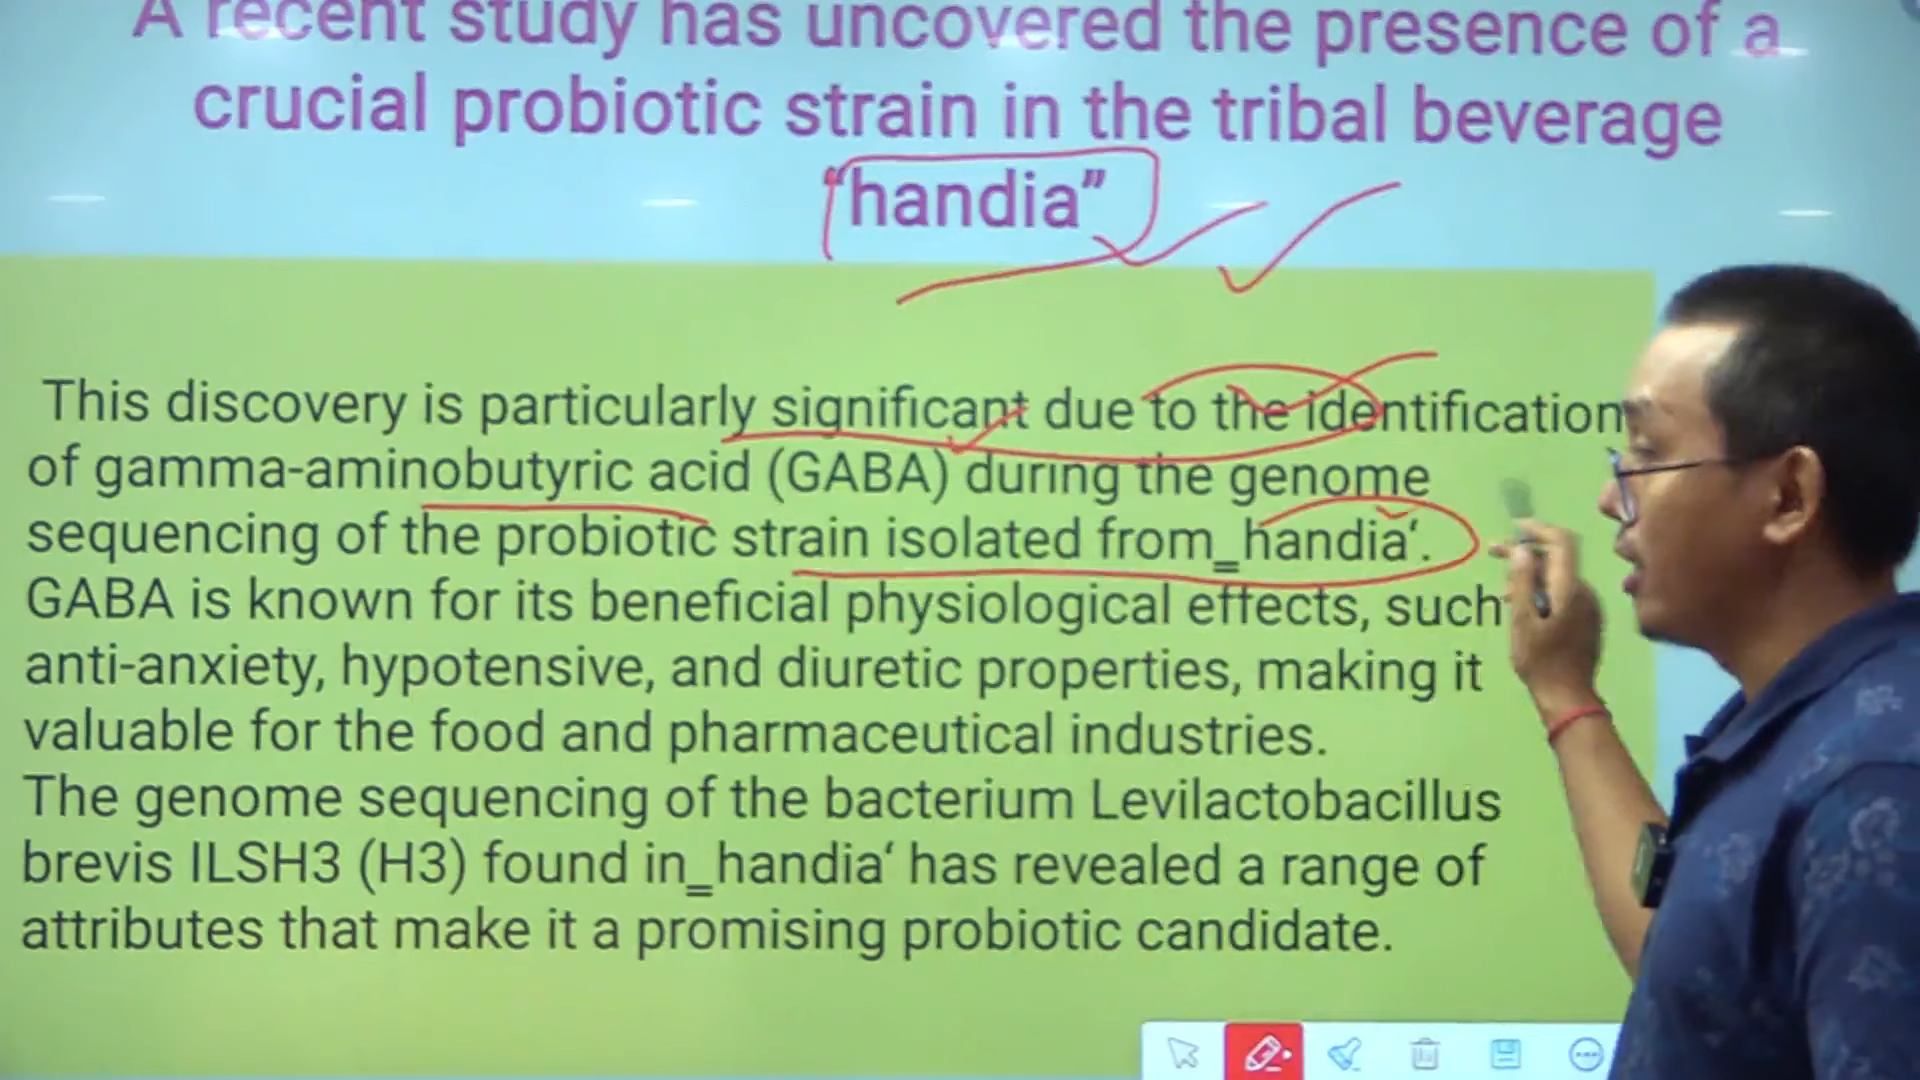 A recent study has uncovered the presence of a
crucial probiotic strain in the tribal beverage
“handia”
This discovery is particularly significant due to the identification
of gamma-aminobutyric acid (GABA) during the genome
sequencing of the probiotic strain isolated from‗handia‘.
GABA is known for its beneficial physiological effects, such
anti-anxiety, hypotensive, and diuretic properties, making it
valuable for the food and pharmaceutical industries.
The genome sequencing of the bacterium Levilactobacillus
brevis ILSH3 (H3) found in‗handia‘ has revealed a range of
attributes that make it a promising probiotic candidate.